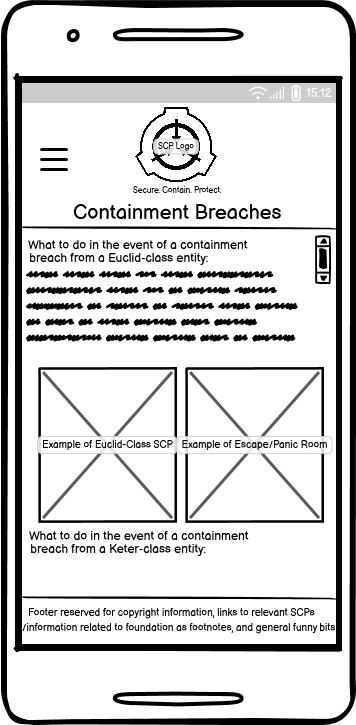 15:12
SCP Logo
Secure. Contain. Protect.
Containment Breaches
What to do in the event of a containment
breach from a Euclid-class entity:
Example of Euclid-Class SCP
Example of Escape/Panic Room
What to do in the event of a containment
breach from a Keter-class entity:
Footer reserved for copyright information, links to relevant SCPs
/information related to foundation as footnotes, and general funny bits